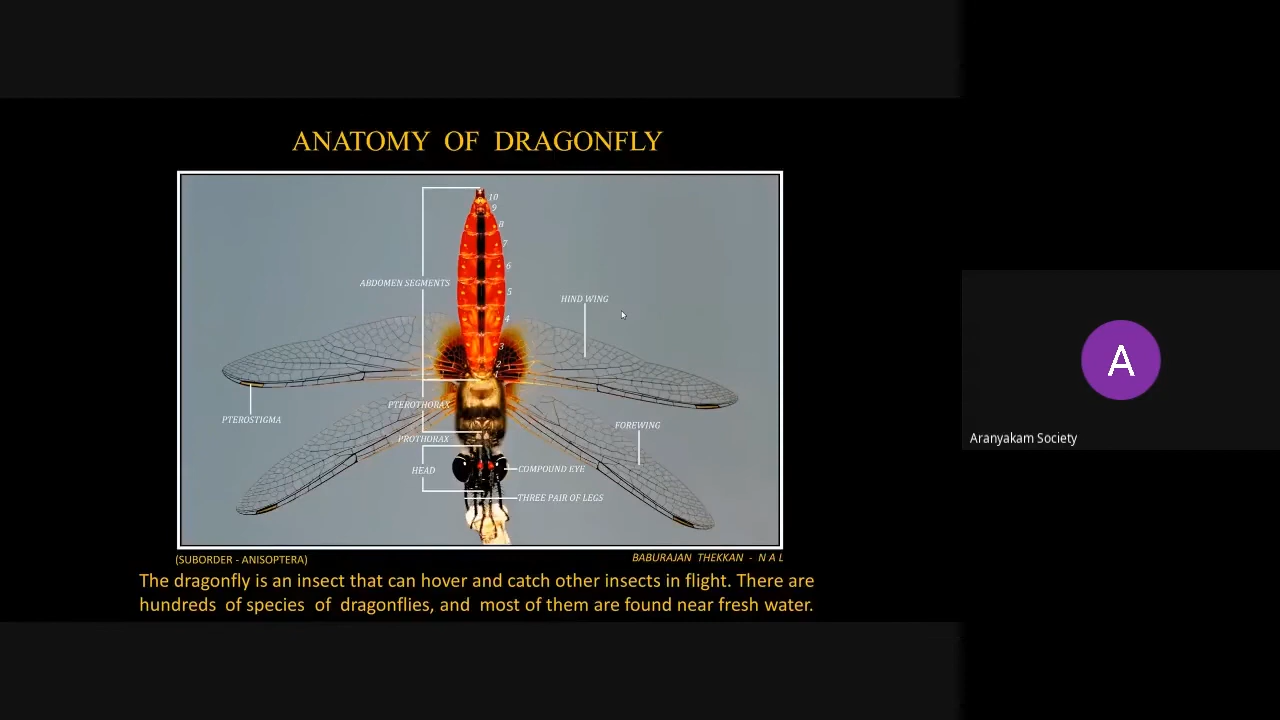 ANATOMY OF DRAGONFLY
10
9
8
7
6
ABDOMEN SEGMENTS
5
HIND WING
4
3
2
1
PTEROTHORAX
PTEROSTIGMA
FOREWING
PROTHORAX
HEAD
COMPOUND EYE
THREE PAIR OF LEGS
(SUBORDER - ANISOPTERA)
BABURAJAN THEKKAN - N A L
The dragonfly is an insect that can hover and catch other insects in flight. There are
hundreds of species of dragonflies, and most of them are found near fresh water.
A
Aranyakam Society